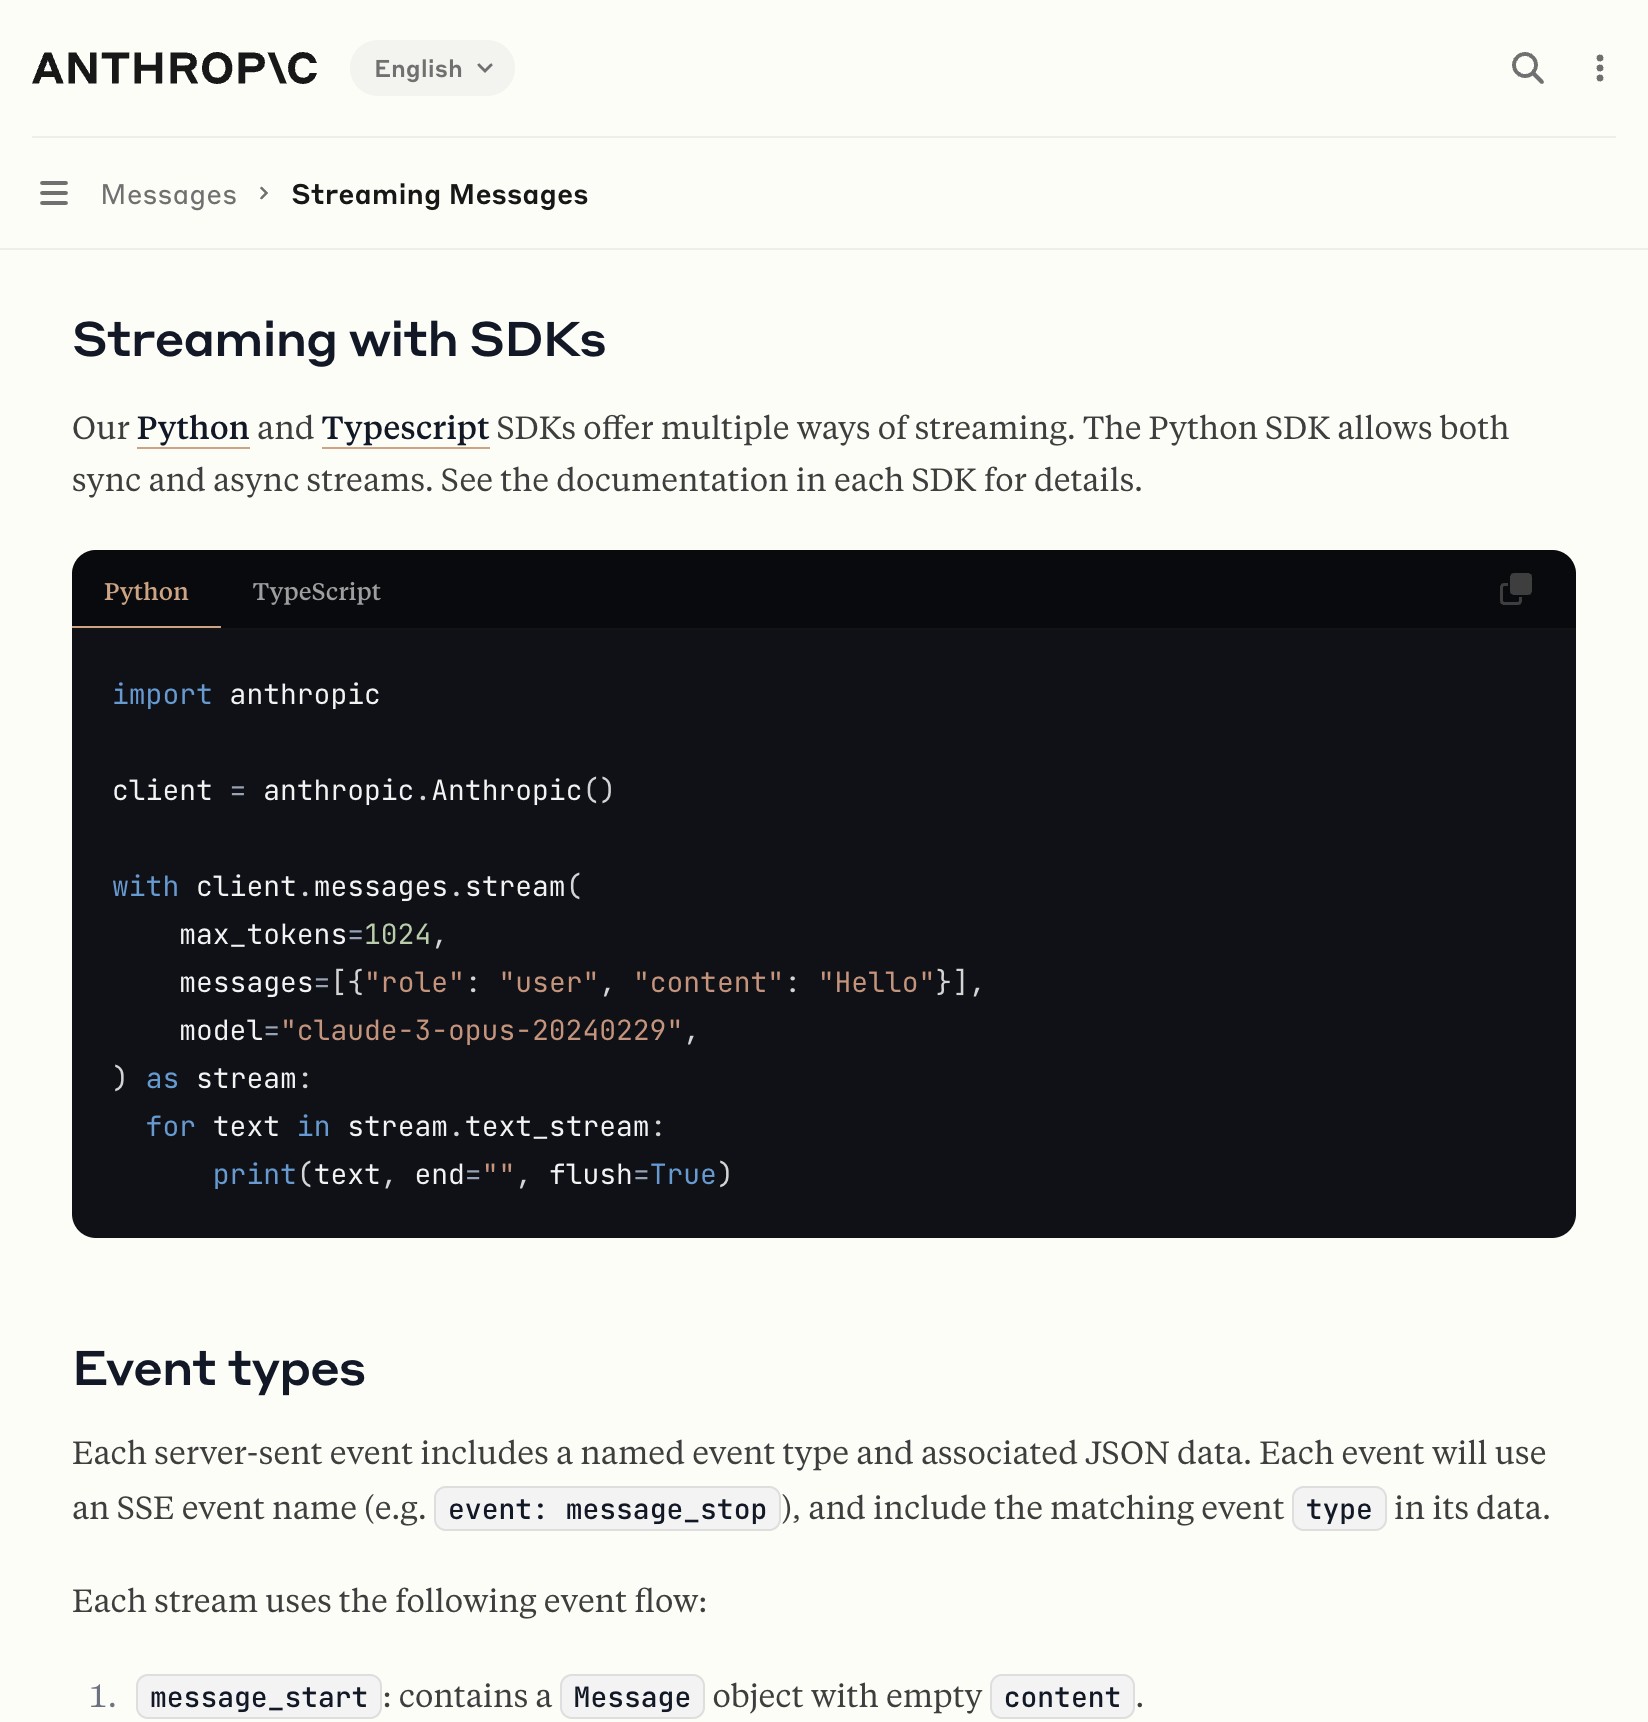 ANTHROP\C English
Messages > Streaming Messages
Streaming with SDKs
Our Python and Typescript SDKs offer multiple ways of streaming. The Python SDK allows both
sync and async streams. See the documentation in each SDK for details.
Python TypeScript
import anthropic
client = anthropic.Anthropic()
with client.messages.stream(
    max_tokens=1024,
    messages=[{"role": "user", "content": "Hello"}],
    model="claude-3-opus-20240229",
) as stream:
  for text in stream.text_stream:
      print(text, end="", flush=True)
Event types
Each server-sent event includes a named event type and associated JSON data. Each event will use
an SSE event name (e.g. event: message_stop), and include the matching event type in its data.
Each stream uses the following event flow:
1. message_start: contains a Message object with empty content.